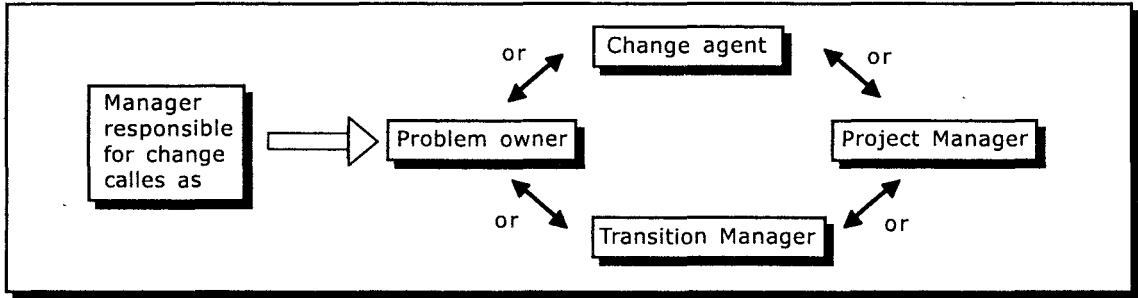 Manager
responsible
for change
calles as
Problem owner
or
Change agent
or
Project Manager
or
Transition Manager
or